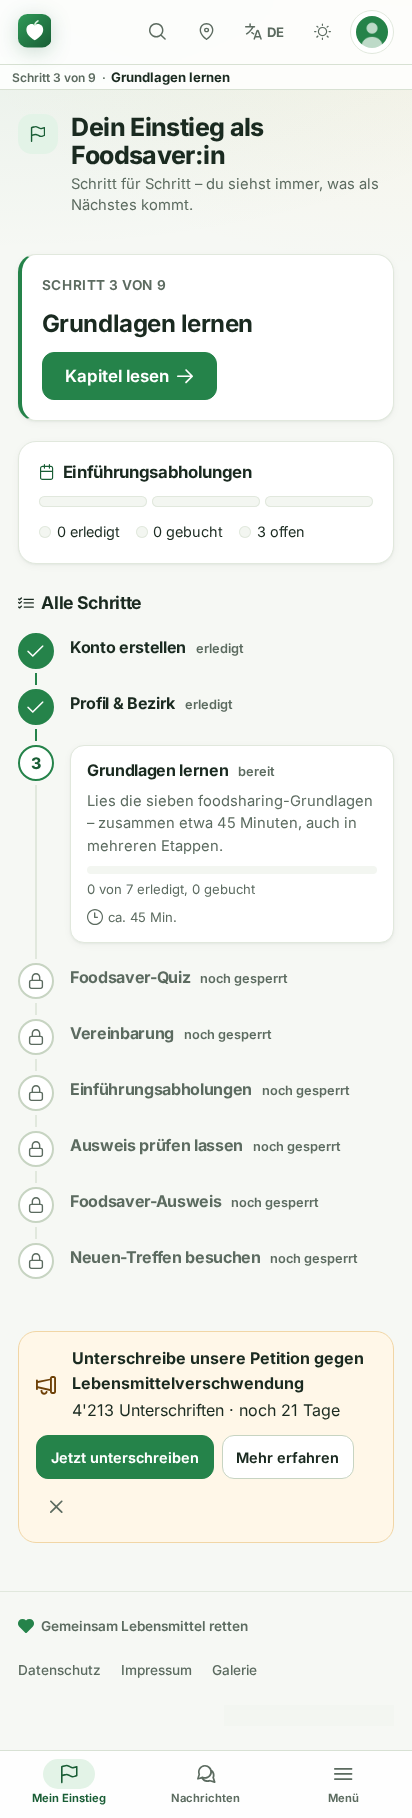 DE
Schritt 3 von 9 · Grundlagen lernen
Dein Einstieg als
Foodsaver:in
Schritt für Schritt – du siehst immer, was als
Nächstes kommt.
SCHRITT 3 VON 9
Grundlagen lernen
Kapitel lesen
Einführungsabholungen
0 erledigt 0 gebucht 3 offen
Alle Schritte
Konto erstellen erledigt
Profil & Bezirk erledigt
3
Grundlagen lernen bereit
Lies die sieben foodsharing-Grundlagen
– zusammen etwa 45 Minuten, auch in
mehreren Etappen.
0 von 7 erledigt, 0 gebucht
ca. 45 Min.
Foodsaver-Quiz noch gesperrt
Vereinbarung noch gesperrt
Einführungsabholungen noch gesperrt
Ausweis prüfen lassen noch gesperrt
Foodsaver-Ausweis noch gesperrt
Neuen-Treffen besuchen noch gesperrt
Unterschreibe unsere Petition gegen
Lebensmittelverschwendung
4'213 Unterschriften · noch 21 Tage
Jetzt unterschreiben Mehr erfahren
Gemeinsam Lebensmittel retten
Datenschutz Impressum Galerie
Mein Einstieg Nachrichten Menü